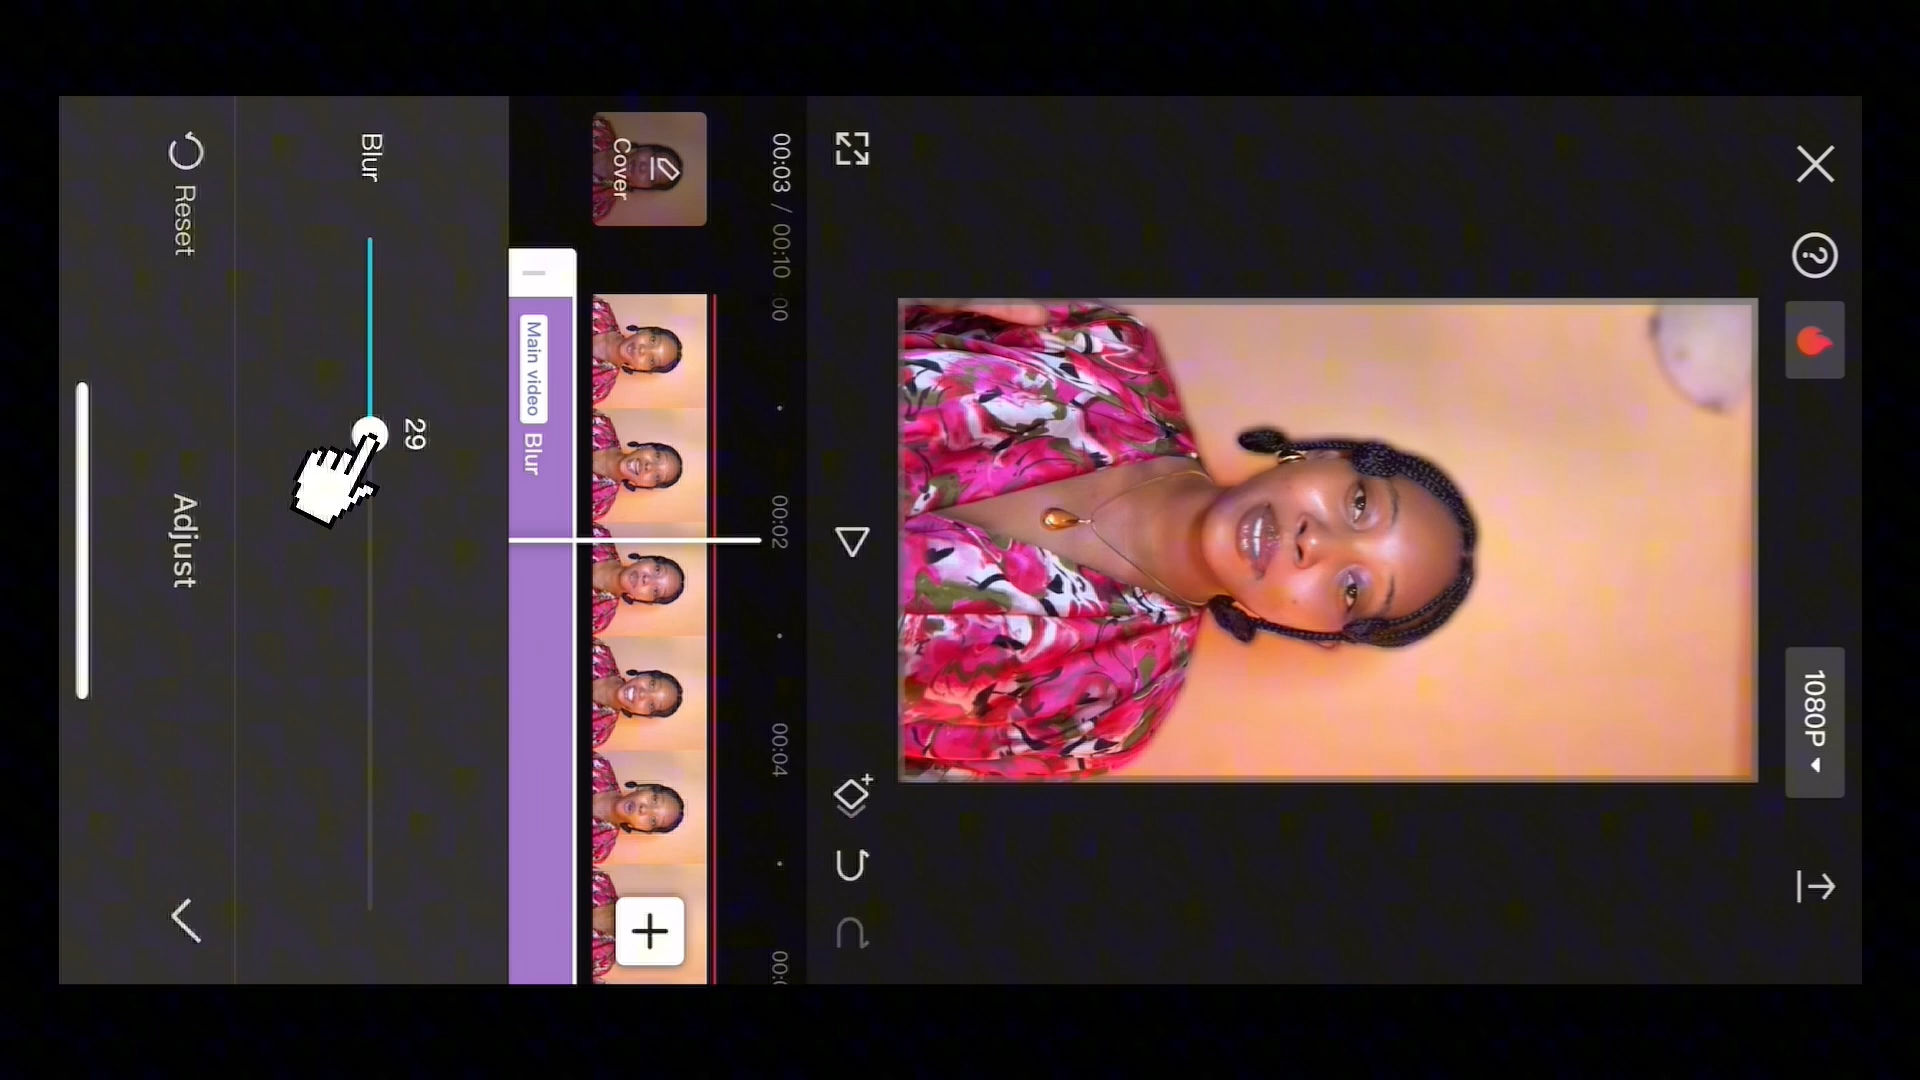 1080P
00:03 / 00:10
00
00:02
00:04
Cover
Main video
Blur
29
Blur
Reset
Adjust